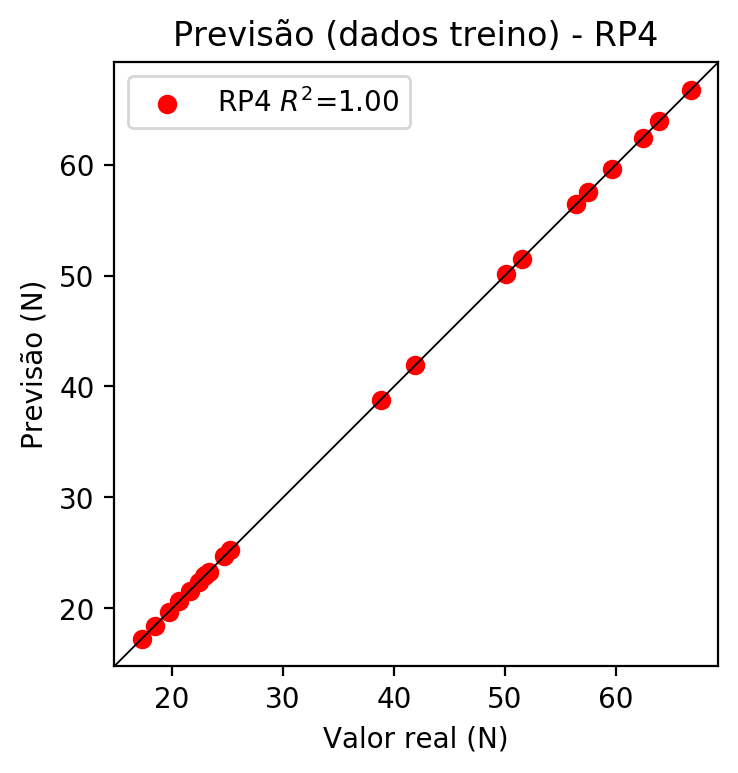 Previsão (dados treino) - RP4
RP4 R²=1.00
Previsão (N)
60
50
40
30
20
20 30 40 50 60
Valor real (N)